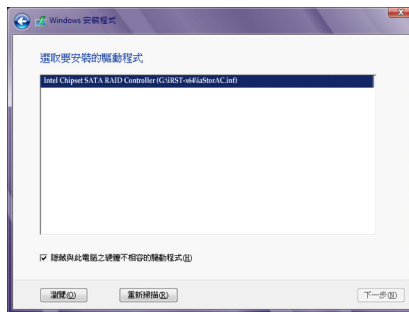 Windows 安裝程式
選取要安裝的驅動程式
Intel Chipset SATA RAID Controller (G:\iRST-x64\iaStorAC.inf)
隱藏與此電腦之硬體不相容的驅動程式(H)
瀏覽(O)
重新掃描(R)
下一步(N)